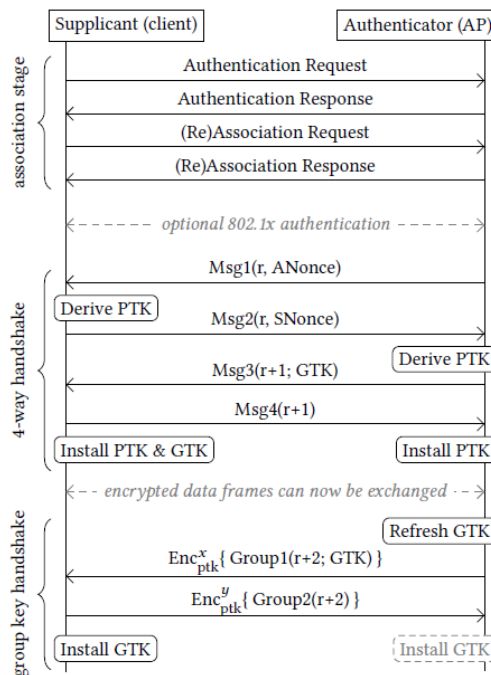 Supplicant (client)
Authenticator (AP)
association stage
Authentication Request
Authentication Response
(Re)Association Request
(Re)Association Response
optional 802.1x authentication
4-way handshake
Msg1(r, ANonce)
Derive PTK
Msg2(r, SNonce)
Derive PTK
Msg3(r+1; GTK)
Msg4(r+1)
Install PTK & GTK
Install PTK
encrypted data frames can now be exchanged
group key handshake
Refresh GTK
Enc^x_ptk{ Group1(r+2; GTK) }
Enc^y_ptk{ Group2(r+2) }
Install GTK
Install GTK